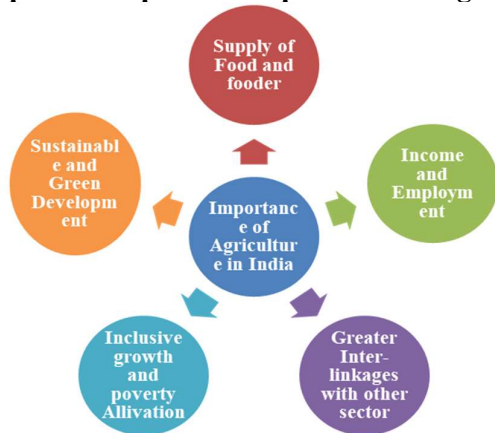 Supply of
Food and
fooder
Sustainabl
e and
Green
Developm
ent
Income
and
Employm
ent
Importanc
e of
Agricultur
e in India
Inclusive
growth
and
poverty
Allivation
Greater
Inter-
linkages
with other
sector